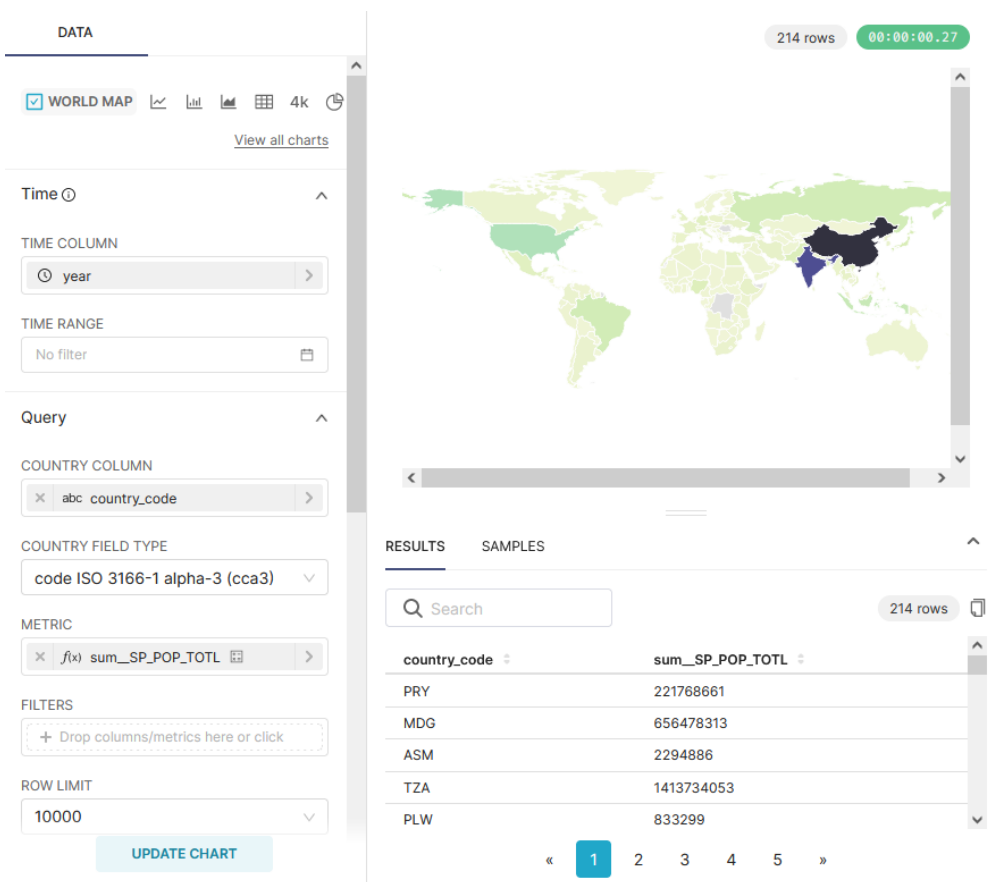 DATA
WORLD MAP 4k
View all charts
Time
TIME COLUMN
year
TIME RANGE
No filter
Query
COUNTRY COLUMN
abc country_code
COUNTRY FIELD TYPE
code ISO 3166-1 alpha-3 (cca3)
METRIC
f(x) sum__SP_POP_TOTL
FILTERS
+ Drop columns/metrics here or click
ROW LIMIT
10000
UPDATE CHART
214 rows 00:00:00.27
RESULTS SAMPLES
Search
214 rows
country_code sum__SP_POP_TOTL
PRY 221768661
MDG 656478313
ASM 2294886
TZA 1413734053
PLW 833299
« 1 2 3 4 5 »